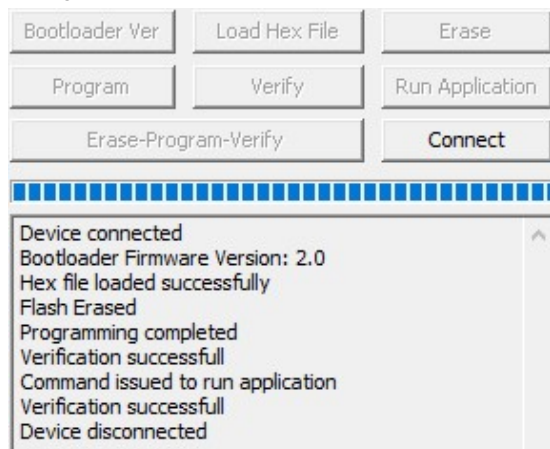 Bootloader Ver
Load Hex File
Erase
Program
Verify
Run Application
Erase-Program-Verify
Connect
Device connected
Bootloader Firmware Version: 2.0
Hex file loaded successfully
Flash Erased
Programming completed
Verification successfull
Command issued to run application
Verification successfull
Device disconnected